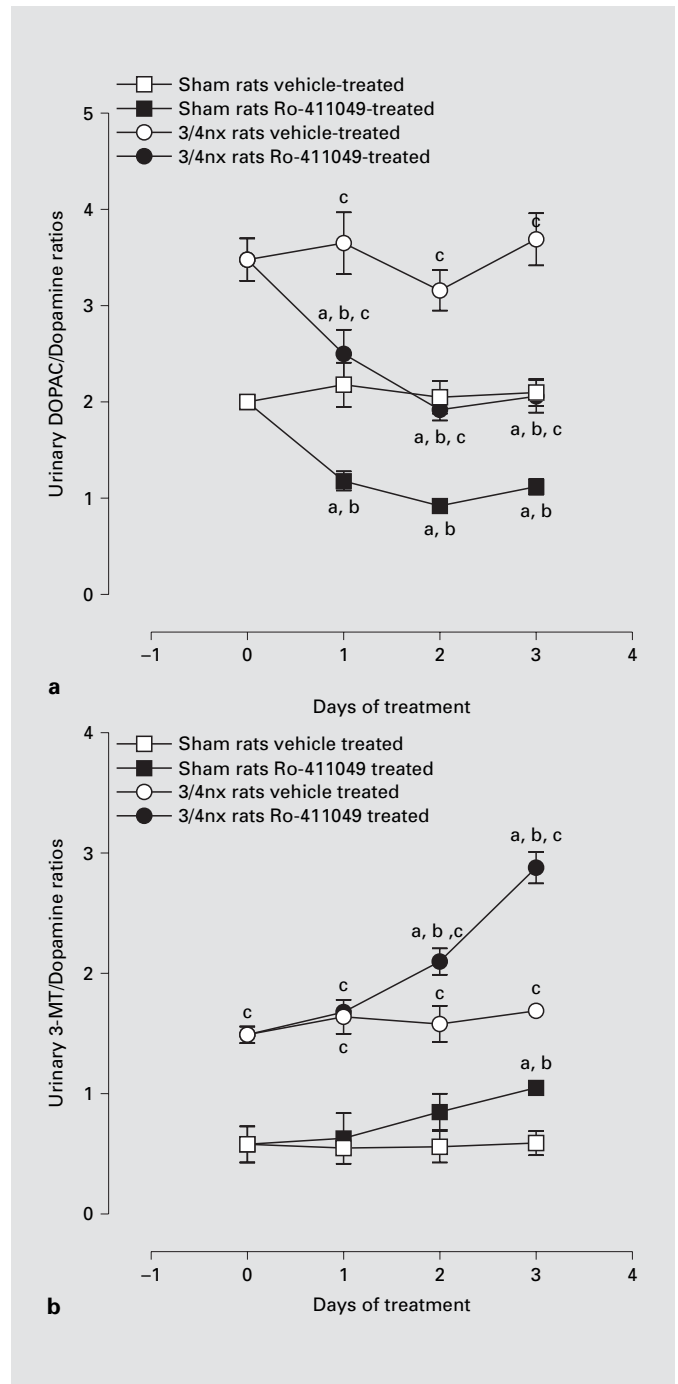 Sham rats vehicle-treated
Sham rats Ro-411049-treated
3/4nx rats vehicle-treated
3/4nx rats Ro-411049-treated
5
4
3
2
1
0
Urinary DOPAC/Dopamine ratios
c
c
c
a, b, c
a, b, c
a, b, c
a, b
a, b
a, b
–1
0
1
2
3
4
a
Days of treatment
Sham rats vehicle treated
Sham rats Ro-411049 treated
3/4nx rats vehicle treated
3/4nx rats Ro-411049 treated
4
3
2
1
0
Urinary 3-MT/Dopamine ratios
a, b, c
a, b ,c
c
c
c
c
c
a, b
–1
0
1
2
3
4
b
Days of treatment